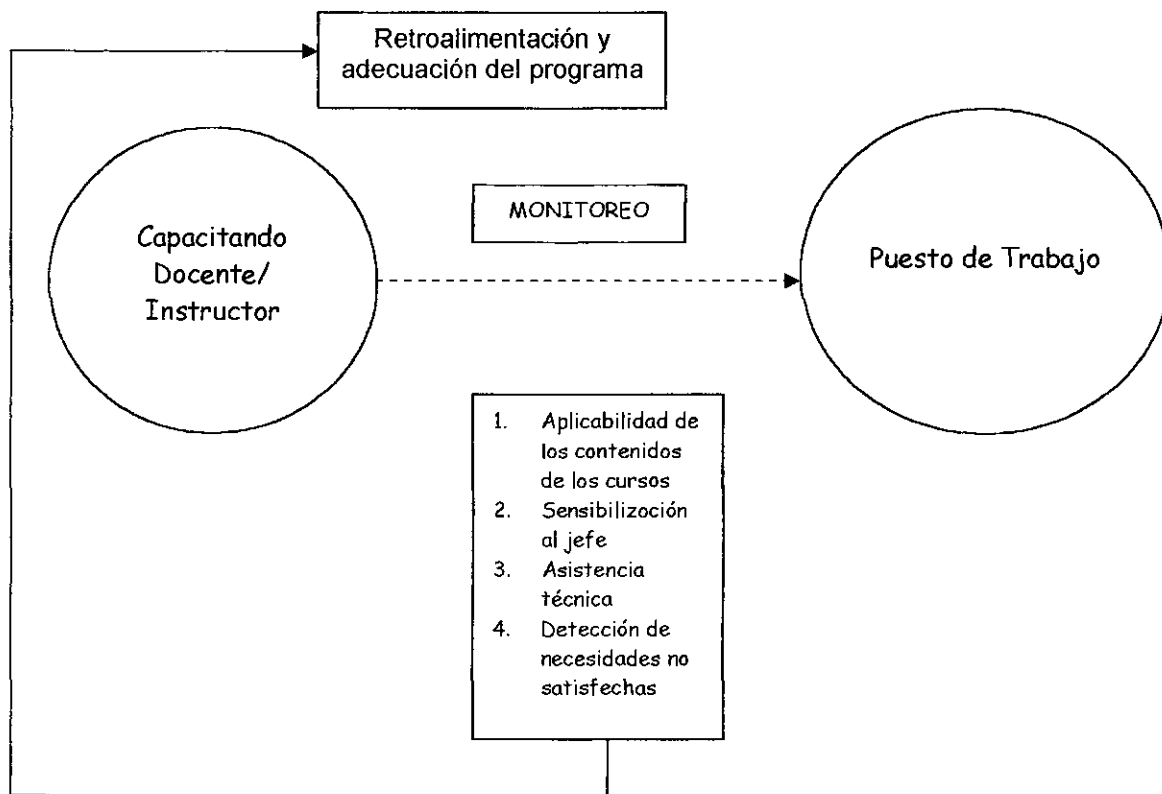 Retroalimentación y
adecuación del programa
MONITOREO
Capacitando
Docente/
Instructor
Puesto de Trabajo
1. Aplicabilidad de
los contenidos
de los cursos
2. Sensibilizoción
al jefe
3. Asistencia
técnica
4. Detección de
necesidades no
satisfechas